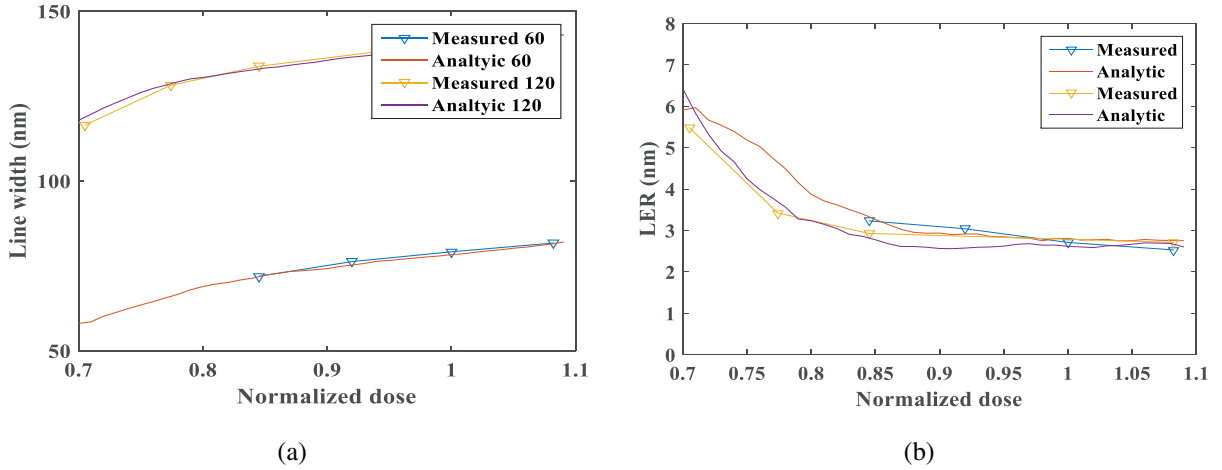 150
100
50
Line width (nm)
0.7
0.8
0.9
1
1.1
Normalized dose
Measured 60
Analtyic 60
Measured 120
Analtyic 120
(a)
8
7
6
5
4
3
2
1
0
LER (nm)
0.7
0.75
0.8
0.85
0.9
0.95
1
1.05
1.1
Normalized dose
Measured
Analytic
Measured
Analytic
(b)